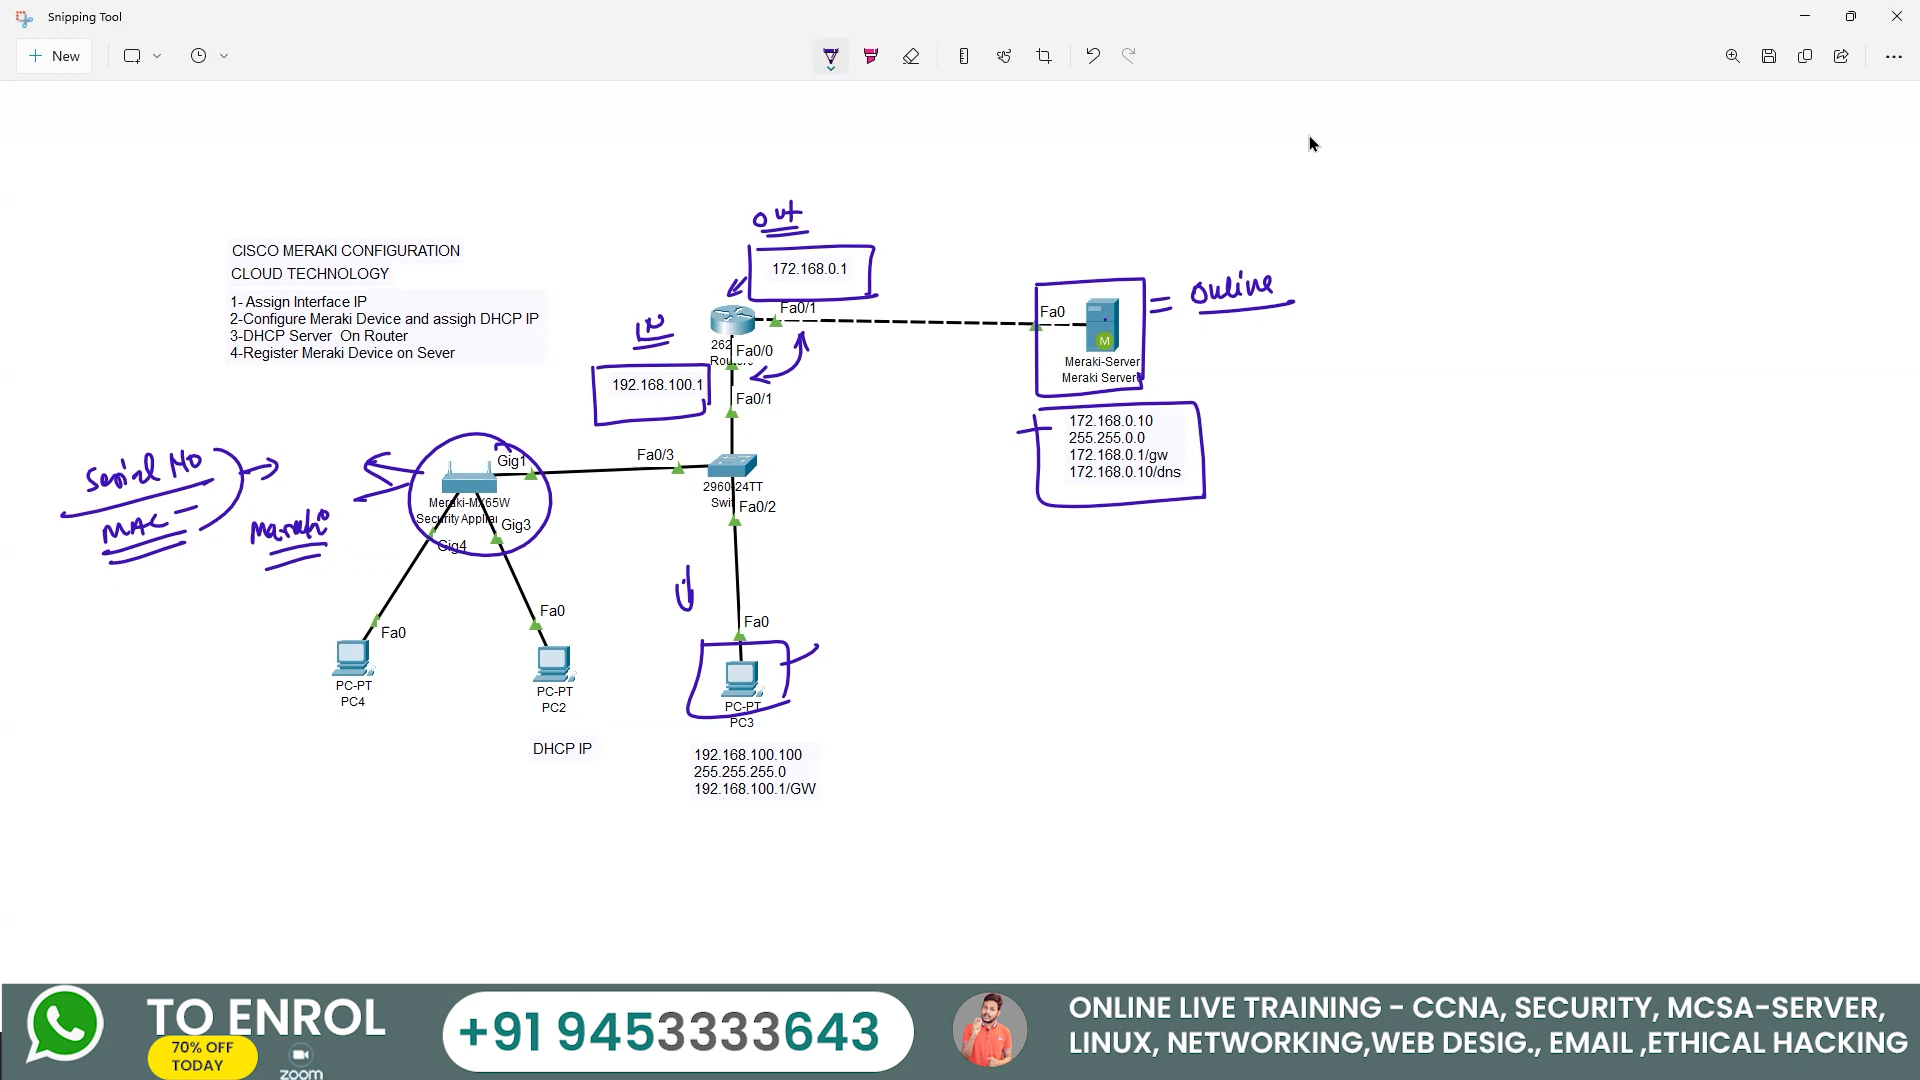 Snipping Tool
New
out
CISCO MERAKI CONFIGURATION
CLOUD TECHNOLOGY
1- Assign Interface IP
2-Configure Meraki Device and assigh DHCP IP
3-DHCP Server On Router
4-Register Meraki Device on Sever
172.168.0.1
Fa0/1
IN
262
Fa0/0
192.168.100.1
Fa0/1
Fa0
= online
M
Meraki-Server
Meraki Server
172.168.0.10
255.255.0.0
172.168.0.1/gw
172.168.0.10/dns
Serial No
MAC
Gig1
Fa0/3
Meraki-MX65W
Security Applian
Gig3
Gig4
2960-24TT
Swit
Fa0/2
Fa0
PC-PT
PC4
Fa0
PC-PT
PC2
DHCP IP
Fa0
PC-PT
PC3
192.168.100.100
255.255.255.0
192.168.100.1/GW
TO ENROL
70% OFF
TODAY
zoom
+91 9453333643
ONLINE LIVE TRAINING - CCNA, SECURITY, MCSA-SERVER,
LINUX, NETWORKING,WEB DESIG., EMAIL ,ETHICAL HACKING